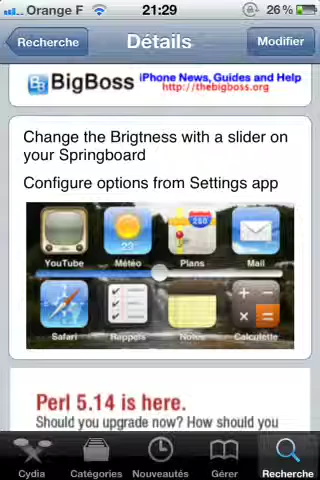 Orange F 21:29 26%
Recherche Détails Modifier
BigBoss iPhone News, Guides and Help
http://thebigboss.org
Change the Brigtness with a slider on
your Springboard
Configure options from Settings app
280
23
YouTube Météo Plans Mail
Safari Rappels Notes Calculette
Perl 5.14 is here.
Should you upgrade now? How should you
Cydia Catégories Nouveautés Gérer Recherche